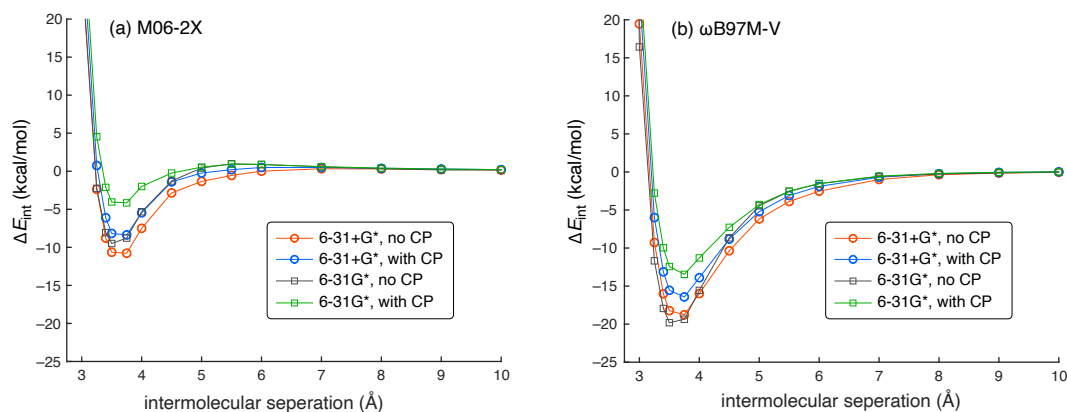 (a) M06-2X
20
15
10
5
0
−5
−10
−15
−20
−25
ΔEint (kcal/mol)
6-31+G*, no CP
6-31+G*, with CP
6-31G*, no CP
6-31G*, with CP
3 4 5 6 7 8 9 10
intermolecular seperation (Å)
(b) ωB97M-V
20
15
10
5
0
−5
−10
−15
−20
−25
ΔEint (kcal/mol)
6-31+G*, no CP
6-31+G*, with CP
6-31G*, no CP
6-31G*, with CP
3 4 5 6 7 8 9 10
intermolecular seperation (Å)